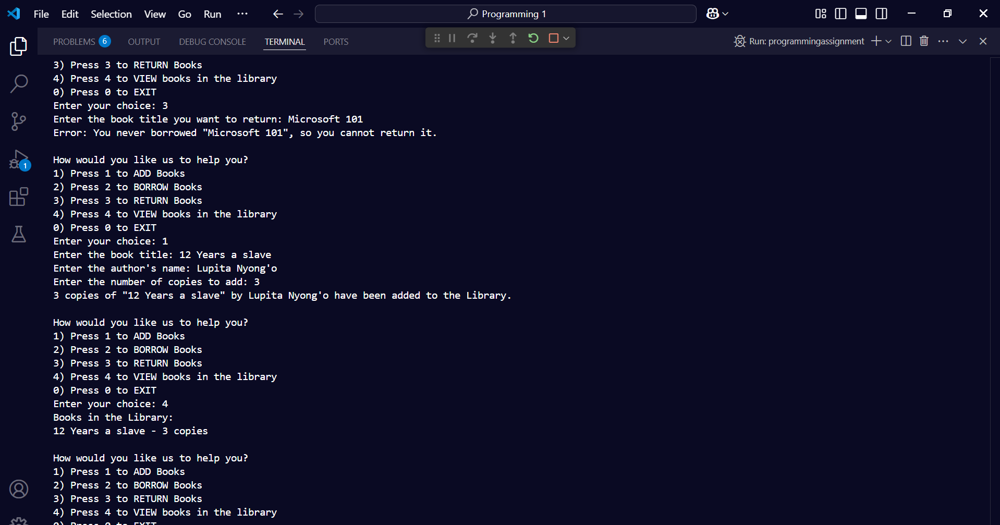 File Edit Selection View Go Run ··· Programming 1
PROBLEMS 6 OUTPUT DEBUG CONSOLE TERMINAL PORTS Run: programmingassignment
3) Press 3 to RETURN Books
4) Press 4 to VIEW books in the library
0) Press 0 to EXIT
Enter your choice: 3
Enter the book title you want to return: Microsoft 101
Error: You never borrowed "Microsoft 101", so you cannot return it.
How would you like us to help you?
1) Press 1 to ADD Books
2) Press 2 to BORROW Books
3) Press 3 to RETURN Books
4) Press 4 to VIEW books in the library
0) Press 0 to EXIT
Enter your choice: 1
Enter the book title: 12 Years a slave
Enter the author's name: Lupita Nyong'o
Enter the number of copies to add: 3
3 copies of "12 Years a slave" by Lupita Nyong'o have been added to the Library.
How would you like us to help you?
1) Press 1 to ADD Books
2) Press 2 to BORROW Books
3) Press 3 to RETURN Books
4) Press 4 to VIEW books in the library
0) Press 0 to EXIT
Enter your choice: 4
Books in the Library:
12 Years a slave - 3 copies
How would you like us to help you?
1) Press 1 to ADD Books
2) Press 2 to BORROW Books
3) Press 3 to RETURN Books
4) Press 4 to VIEW books in the library
0) Press 0 to EXIT
1